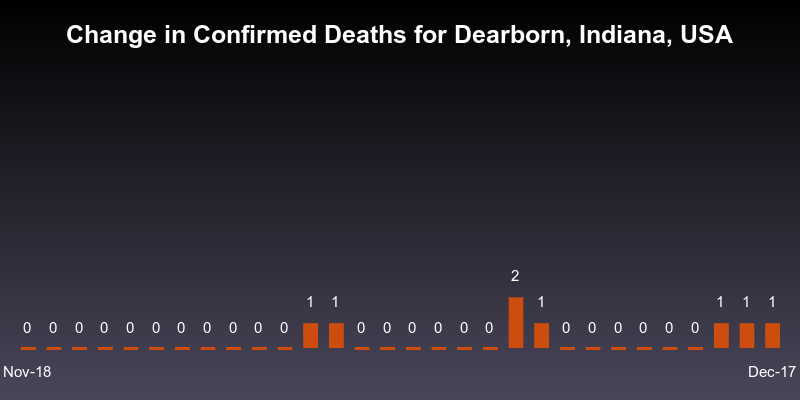 Change in Confirmed Deaths for Dearborn, Indiana, USA
0 0 0 0 0 0 0 0 0 0 0 1 1 0 0 0 0 0 0 2 1 0 0 0 0 0 0 1 1 1
Nov-18 Dec-17